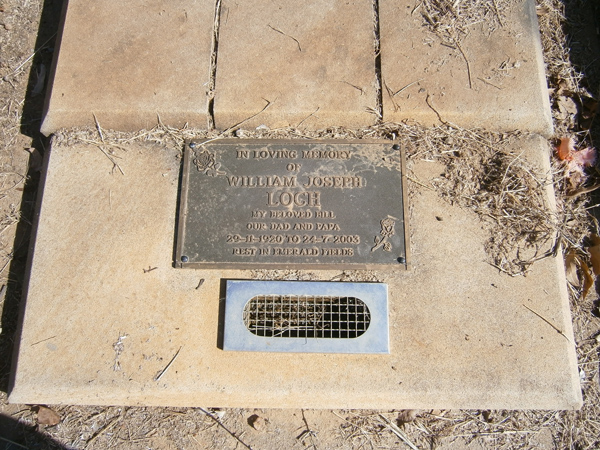 IN LOVING MEMORY
OF
WILLIAM JOSEPH
LOCH
MY BELOVED BILL
OUR DAD AND PAPA
29-11-1920 TO 24-7-2003
REST IN EMERALD FIELDS